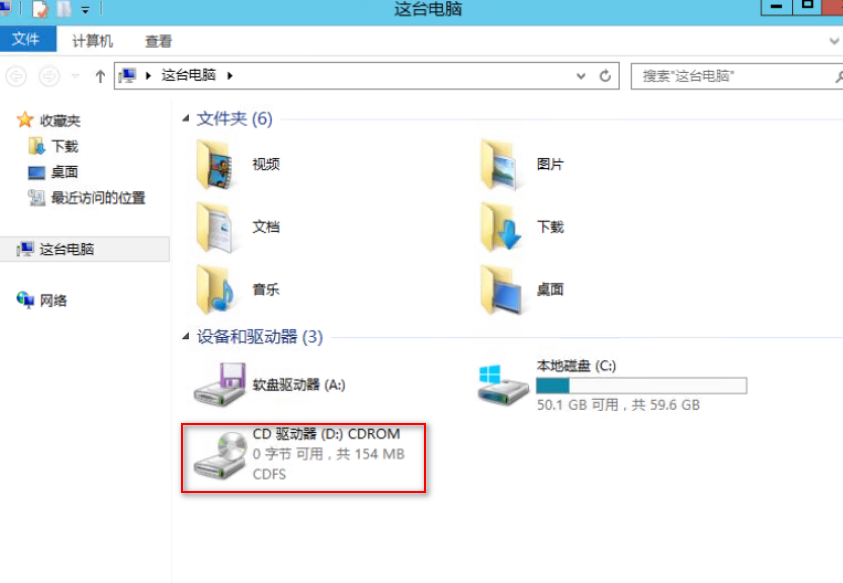 这台电脑
文件 计算机 查看
这台电脑
搜索"这台电脑"
收藏夹
下载
桌面
最近访问的位置
这台电脑
网络
文件夹 (6)
视频
图片
文档
下载
音乐
桌面
设备和驱动器 (3)
软盘驱动器 (A:)
本地磁盘 (C:)
50.1 GB 可用，共 59.6 GB
CD 驱动器 (D:) CDROM
0 字节 可用，共 154 MB
CDFS